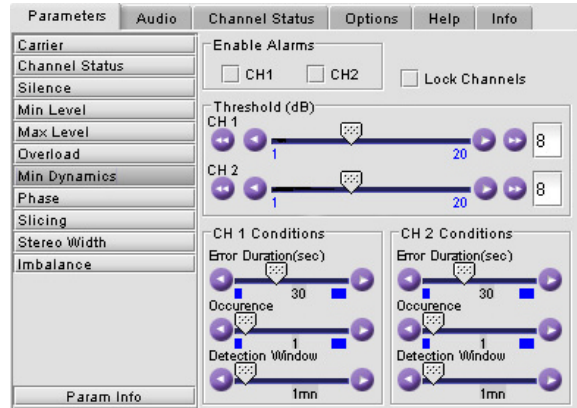 Parameters Audio Channel Status Options Help Info
Carrier
Channel Status
Silence
Min Level
Max Level
Overload
Min Dynamics
Phase
Slicing
Stereo Width
Imbalance
Param Info
Enable Alarms
CH1 CH2 Lock Channels
Threshold (dB)
CH 1
1 20 8
CH 2
1 20 8
CH 1 Conditions
Error Duration(sec)
30
Occurence
1
Detection Window
1mn
CH 2 Conditions
Error Duration(sec)
30
Occurence
1
Detection Window
1mn